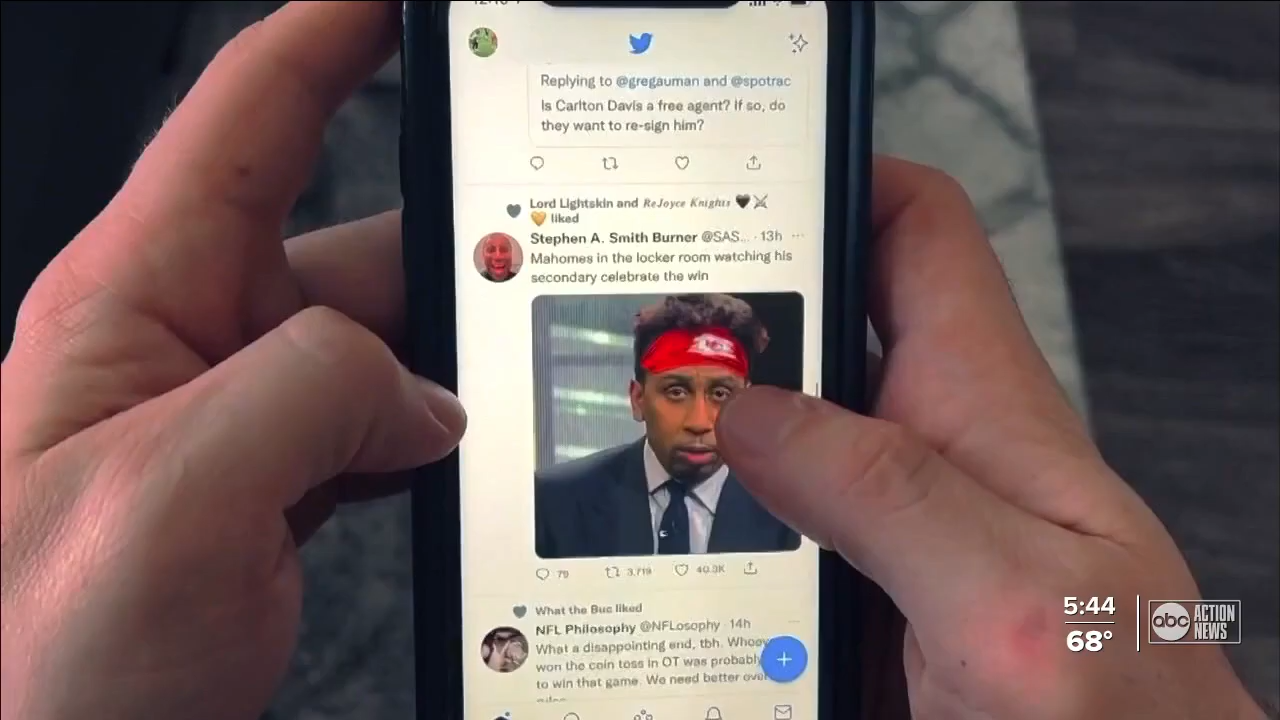 Replying to @gregauman and @spotrac
Is Carlton Davis a free agent? If so, do
they want to re-sign him?
Lord Lightskin and ReJoyce Knights 🖤⚔
🧡 liked
Stephen A. Smith Burner @SAS... · 13h ...
Mahomes in the locker room watching his
secondary celebrate the win
79 3,719 40.9K
What the Buc liked
NFL Philosophy @NFLosophy · 14h
What a disappointing end, tbh.
won the coin toss in OT was probably
to win that game. We need better
5:44
68°
abc ACTION
NEWS